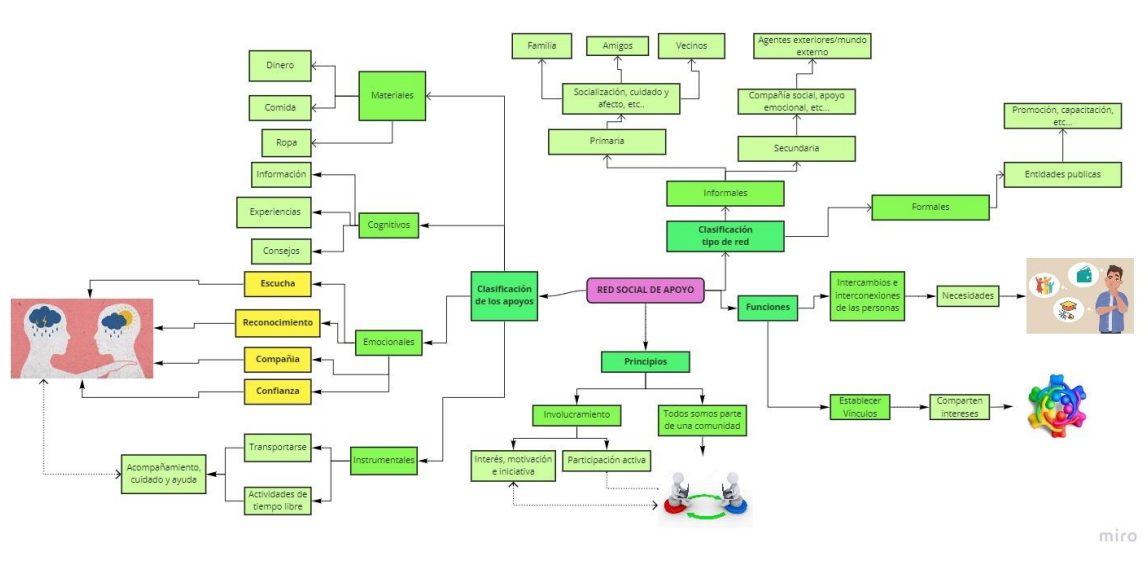 Familia
Amigos
Vecinos
Agentes exteriores/mundo
externo
Dinero
Materiales
Comida
Ropa
Socialización, cuidado y
afecto, etc..
Compañía social, apoyo
emocional, etc...
Promoción, capacitación,
etc...
Primaria
Secundaria
Información
Entidades publicas
Experiencias
Cognitivos
Consejos
Informales
Formales
Clasificación
tipo de red
Escucha
Reconocimiento
Compañia
Confianza
Emocionales
Clasificación
de los apoyos
RED SOCIAL DE APOYO
Funciones
Intercambios e
interconexiones
de las personas
Necesidades
Principios
Establecer
Vínculos
Comparten
intereses
Involucramiento
Todos somos parte
de una comunidad
Interés, motivación
e iniciativa
Participación activa
Transportarse
Instrumentales
Acompañamiento,
cuidado y ayuda
Actividades de
tiempo libre
miro